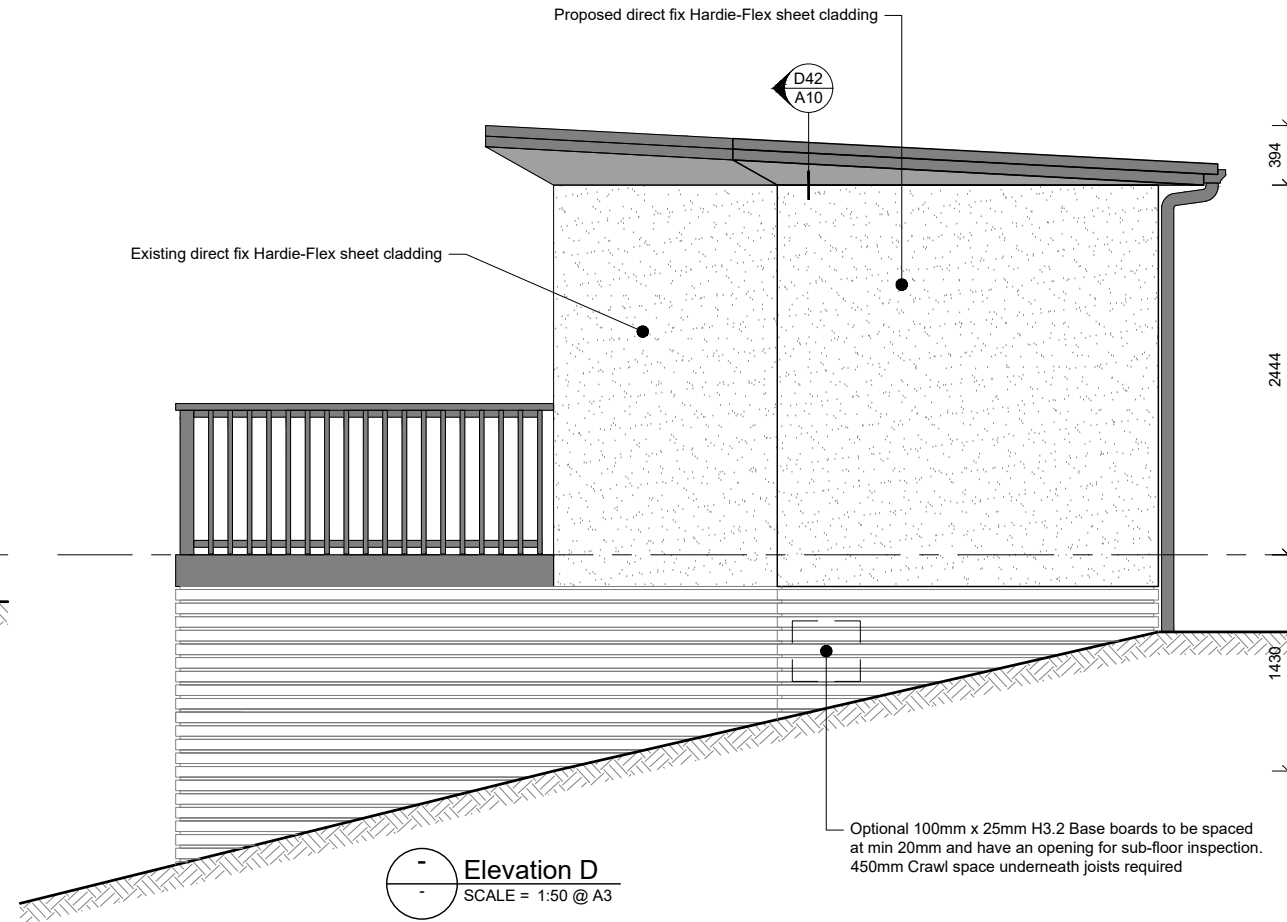 Proposed direct fix Hardie-Flex sheet cladding
D42
A10
394
Existing direct fix Hardie-Flex sheet cladding
2444
1430
Optional 100mm x 25mm H3.2 Base boards to be spaced
at min 20mm and have an opening for sub-floor inspection.
450mm Crawl space underneath joists required
-
-
Elevation D
SCALE = 1:50 @ A3